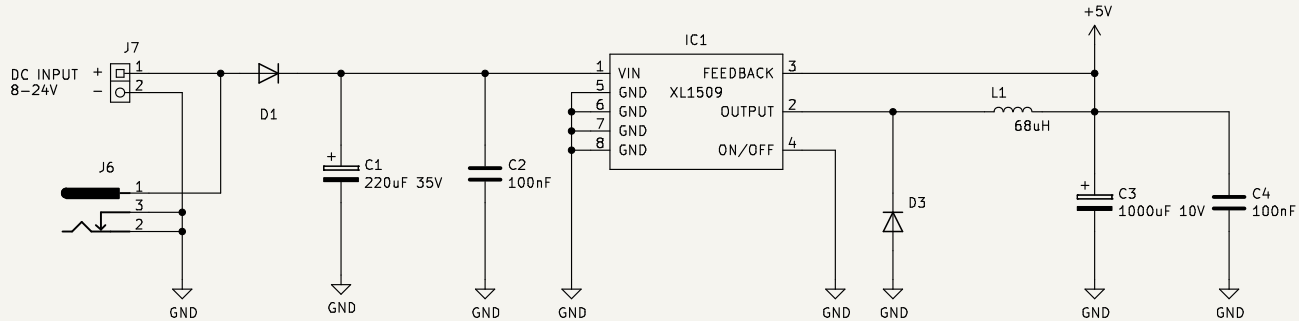 +5V
J7
IC1
DC INPUT
8-24V
+ 1
- 2
D1
1 VIN
5 GND
6 GND
7 GND
8 GND
XL1509
FEEDBACK 3
OUTPUT 2
ON/OFF 4
L1
68uH
J6
1
3
2
+
C1
220uF 35V
C2
100nF
D3
+
C3
1000uF 10V
C4
100nF
GND
GND
GND
GND
GND
GND
GND
GND